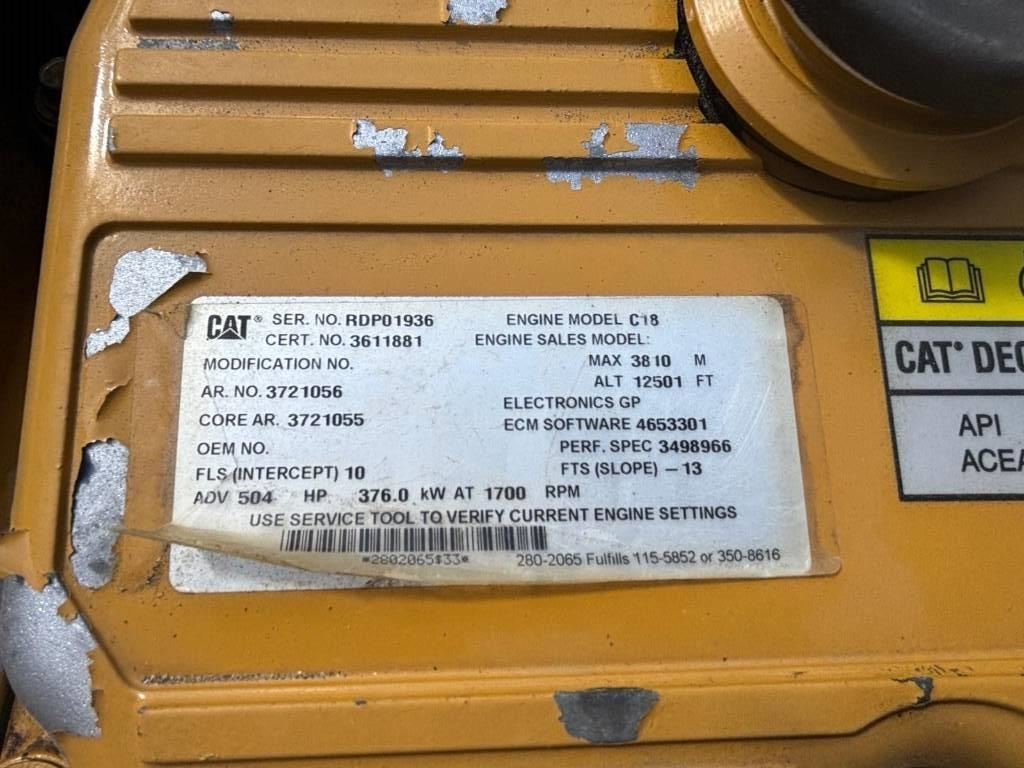 CAT® SER. NO. RDP01936 ENGINE MODEL C18
CERT. NO. 3611881 ENGINE SALES MODEL:
MODIFICATION NO. MAX 3810 M
ALT 12501 FT
AR. NO. 3721056 ELECTRONICS GP
CORE AR. 3721055 ECM SOFTWARE 4653301
OEM NO. PERF. SPEC 3498966
FLS (INTERCEPT) 10 FTS (SLOPE) -13
ADV 504 HP 376.0 kW AT 1700 RPM
USE SERVICE TOOL TO VERIFY CURRENT ENGINE SETTINGS
*2802065$33* 280-2065 Fulfills 115-5852 or 350-8616
CAT® DEO
API
ACEA